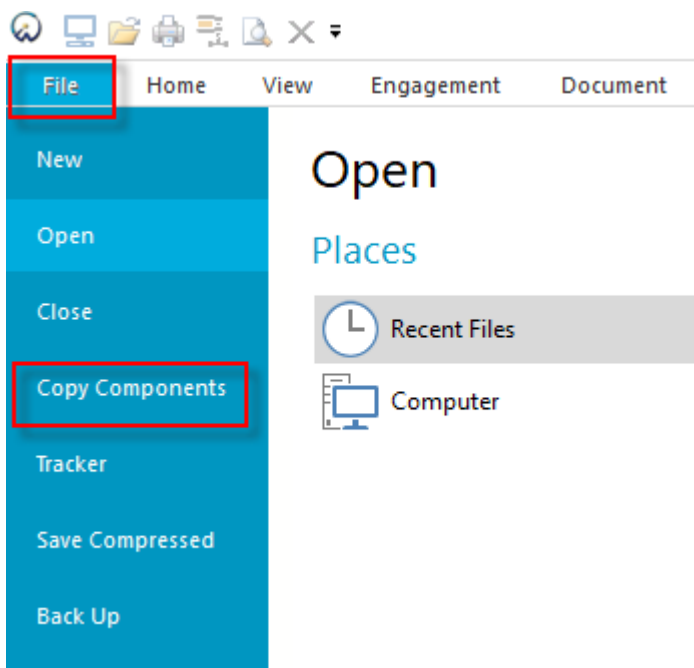 File Home View Engagement Document
New
Open
Close
Copy Components
Tracker
Save Compressed
Back Up
Open
Places
Recent Files
Computer